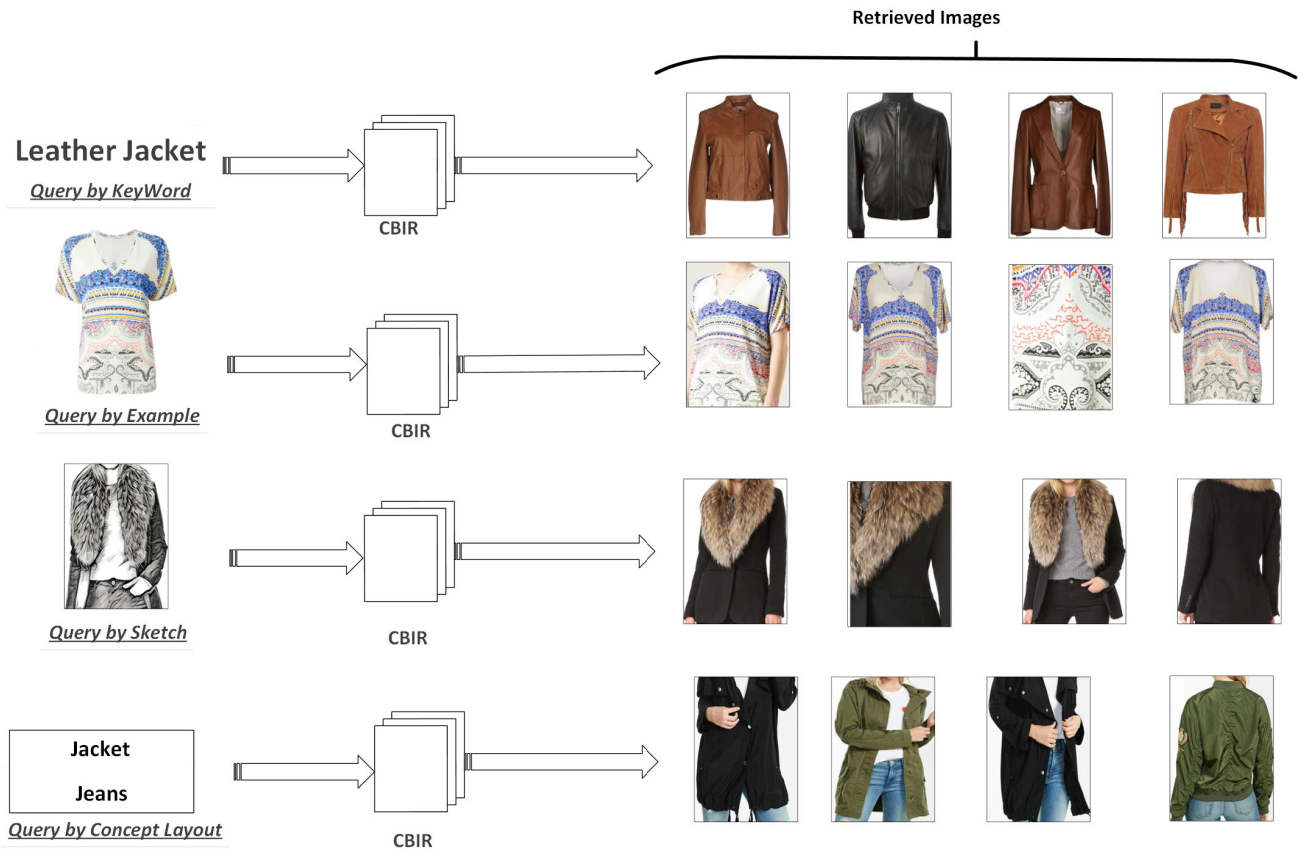 Retrieved Images
Leather Jacket
Query by KeyWord
CBIR
Query by Example
CBIR
Query by Sketch
CBIR
Jacket
Jeans
Query by Concept Layout
CBIR